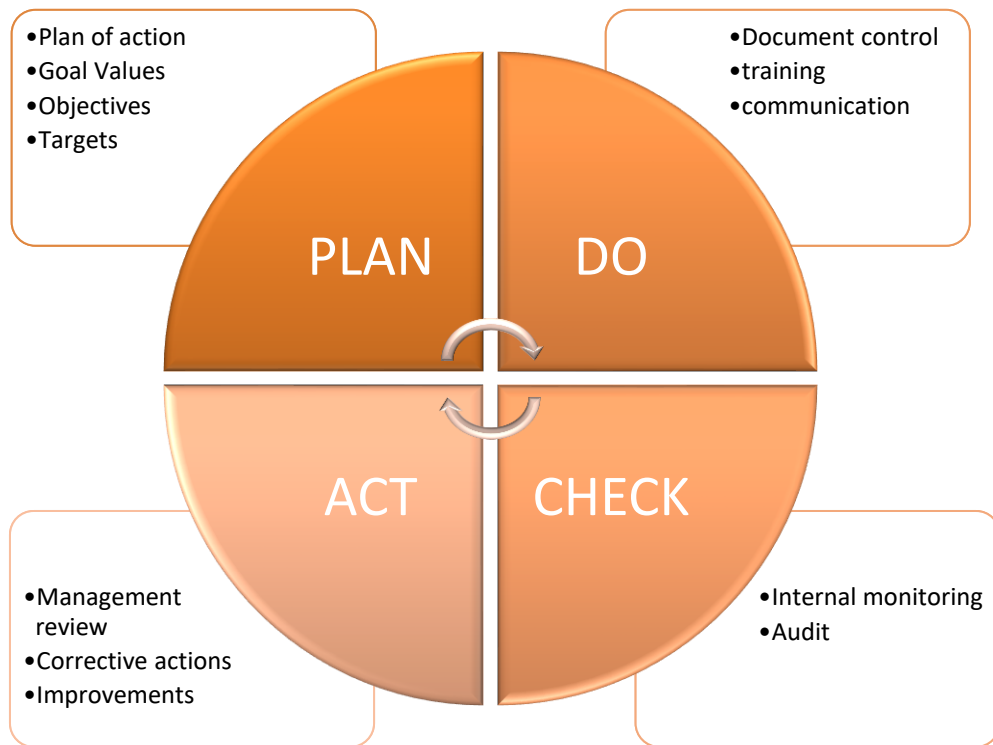 •Plan of action
•Goal Values
•Objectives
•Targets
•Document control
•training
•communication
PLAN
DO
ACT
CHECK
•Management
review
•Corrective actions
•Improvements
•Internal monitoring
•Audit